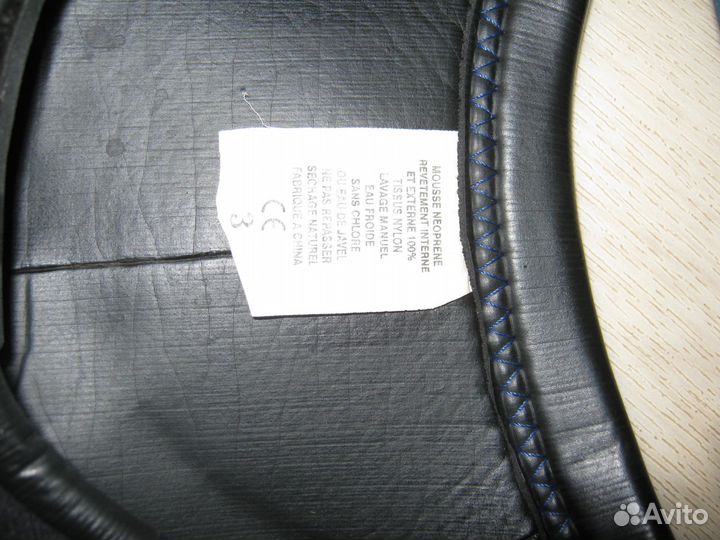 MOUSSE NEOPRENE
REVETEMENT INTERNE
ET EXTERNE 100%
TISSUS NYLON
LAVAGE MANUEL
EAU FROIDE
SANS CHLORE
OU EAU DE JAVEL
NE PAS REPASSER
SECHAGE NATUREL
FABRIQUE A CHINA
CE
3
Avito